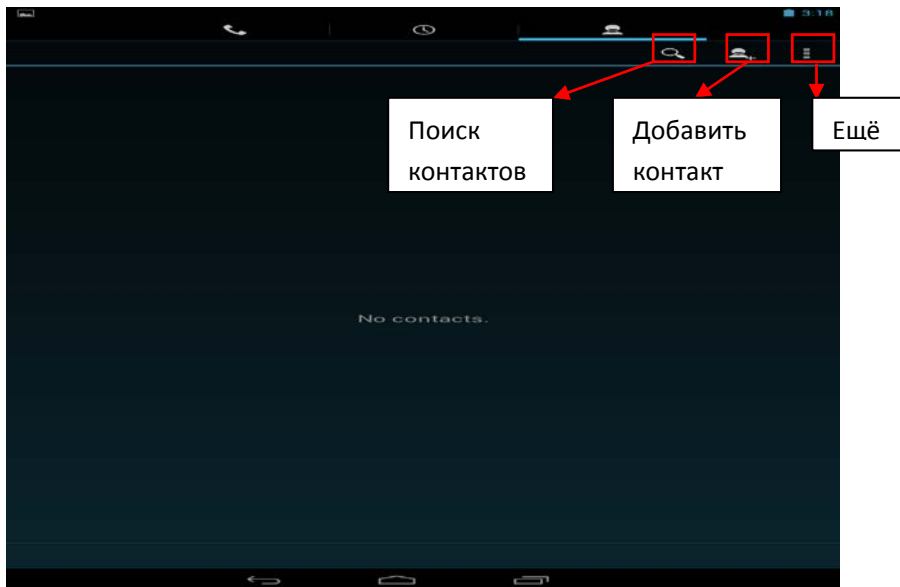 3:18
Поиск
контактов
Добавить
контакт
Ещё
No contacts.